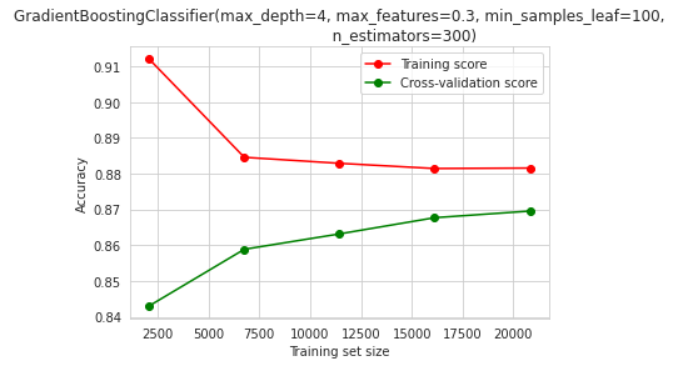 GradientBoostingClassifier(max_depth=4, max_features=0.3, min_samples_leaf=100,
n_estimators=300)
Training score
Cross-validation score
Accuracy
0.91
0.90
0.89
0.88
0.87
0.86
0.85
0.84
2500 5000 7500 10000 12500 15000 17500 20000
Training set size